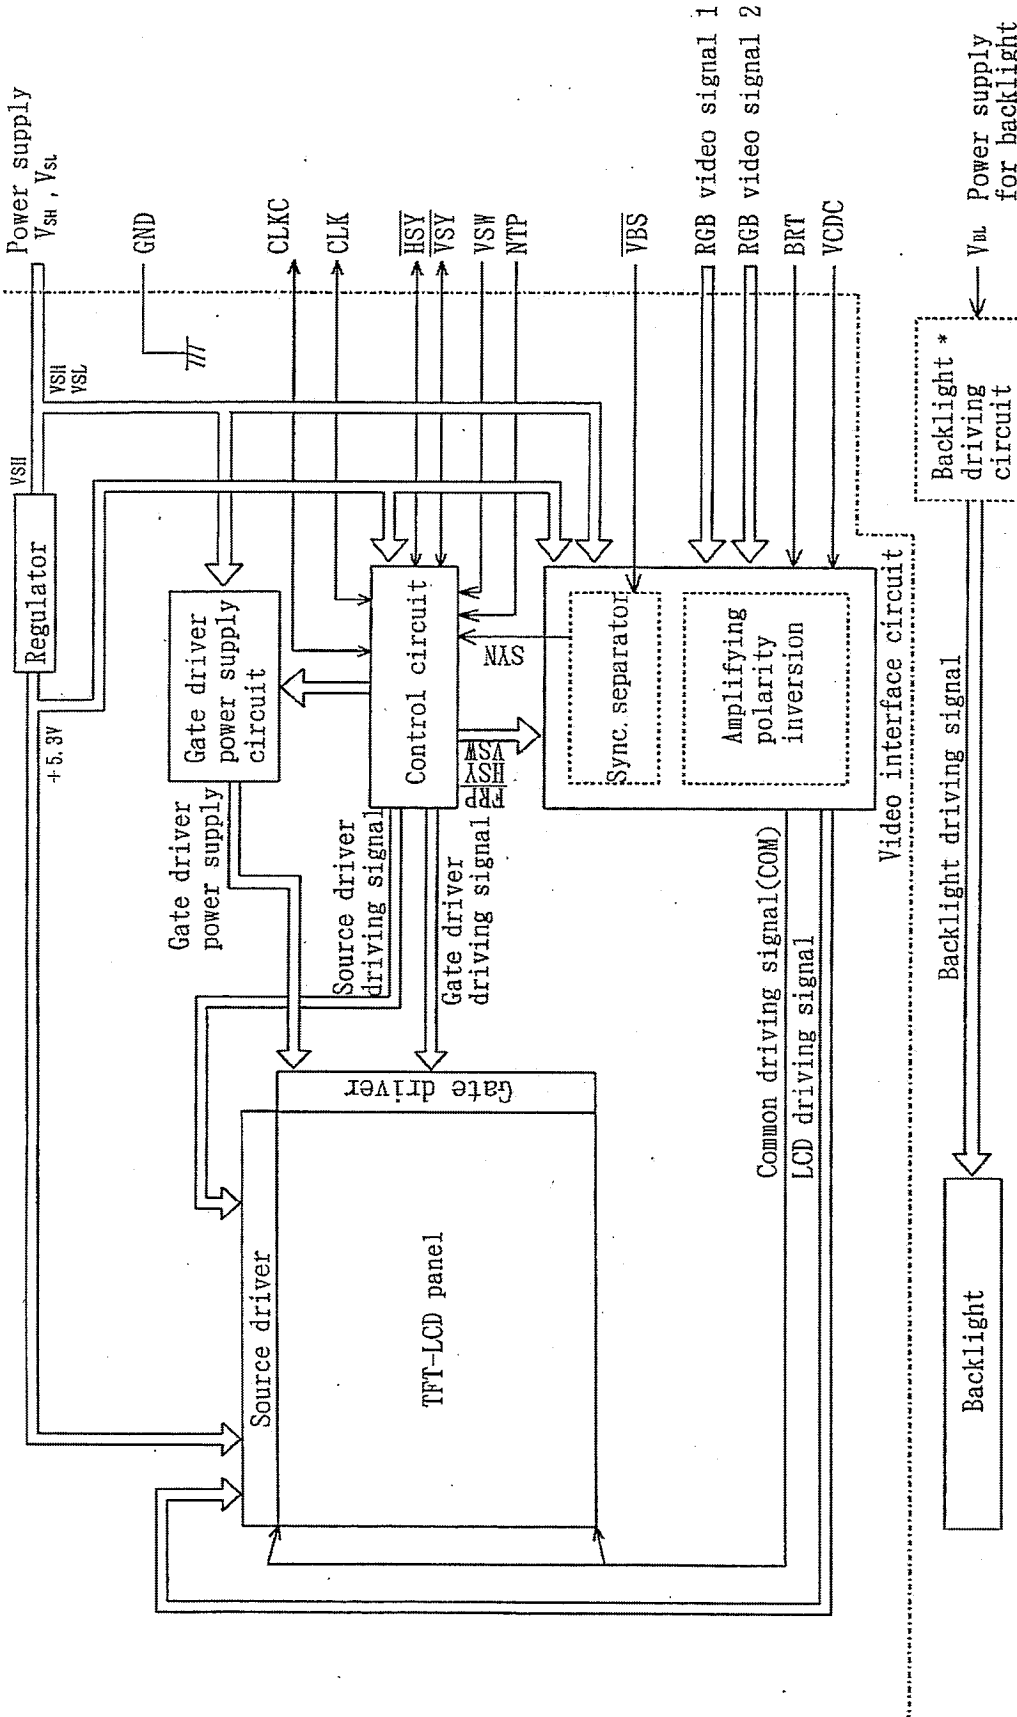 Power supply
VSH , VSL
GND
CLKC
CLK
HSY
VSY
VSW
NTP
VBS
RGB video signal 1
RGB video signal 2
BRT
VCDC
VBL
Power supply
for backlight
VSH
VSH
VSL
Regulator
+5.3V
Gate driver
power supply
circuit
Control circuit
SYN
FRP
HSY
VSW
Sync. separator
Amplifying
polarity
inversion
Video interface circuit
Backlight *
driving
circuit
Gate driver
power supply
Source driver
driving signal
Gate driver
driving signal
Common driving signal(COM)
LCD driving signal
Backlight driving signal
Source driver
Gate driver
TFT-LCD panel
Backlight